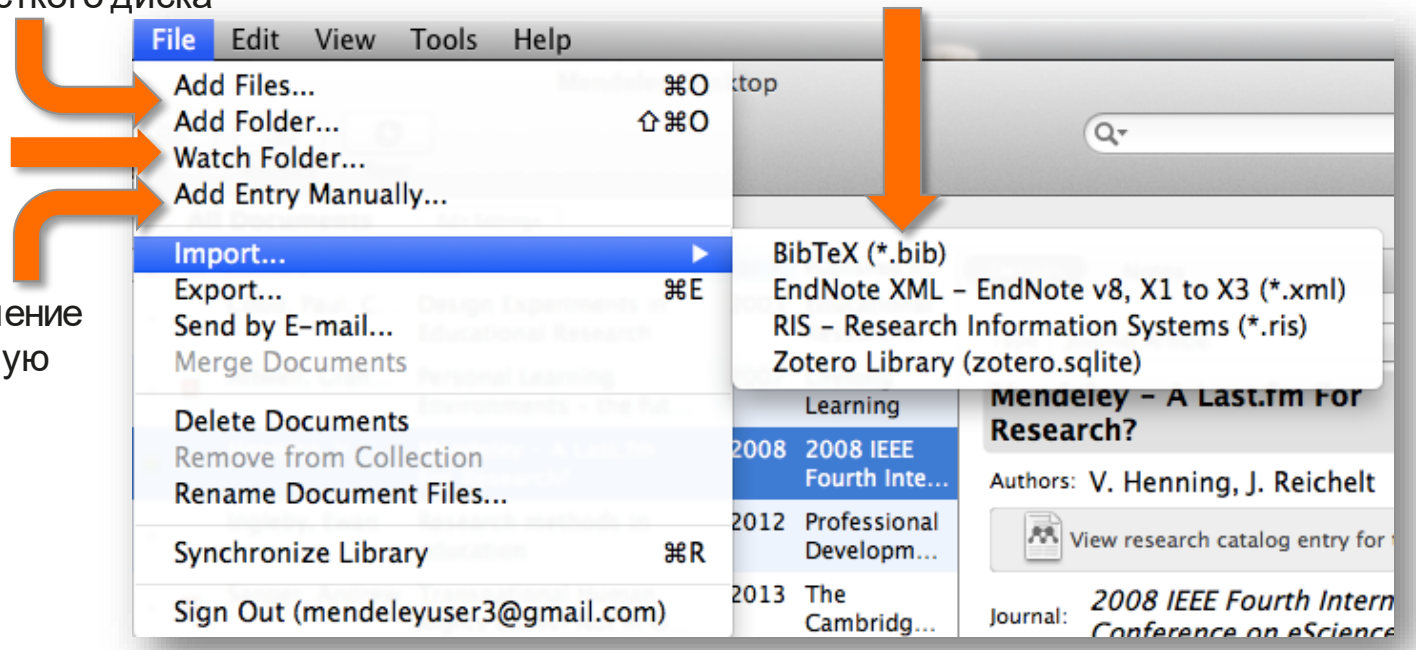 диска
File Edit View Tools Help
Add Files... ⌘O
Add Folder... ⇧⌘O
Watch Folder...
Add Entry Manually...
Import...
Export... ⌘E
Send by E-mail...
Merge Documents
Delete Documents
Remove from Collection
Rename Document Files...
Synchronize Library ⌘R
Sign Out (mendeleyuser3@gmail.com)
BibTeX (*.bib)
EndNote XML – EndNote v8, X1 to X3 (*.xml)
RIS – Research Information Systems (*.ris)
Zotero Library (zotero.sqlite)
Learning
2008 2008 IEEE
Fourth Inte...
2012 Professional
Developm...
2013 The
Cambridg...
Mendeley – A Last.fm For
Research?
Authors: V. Henning, J. Reichelt
View research catalog entry for
Journal: 2008 IEEE Fourth Intern
Conference on eScience